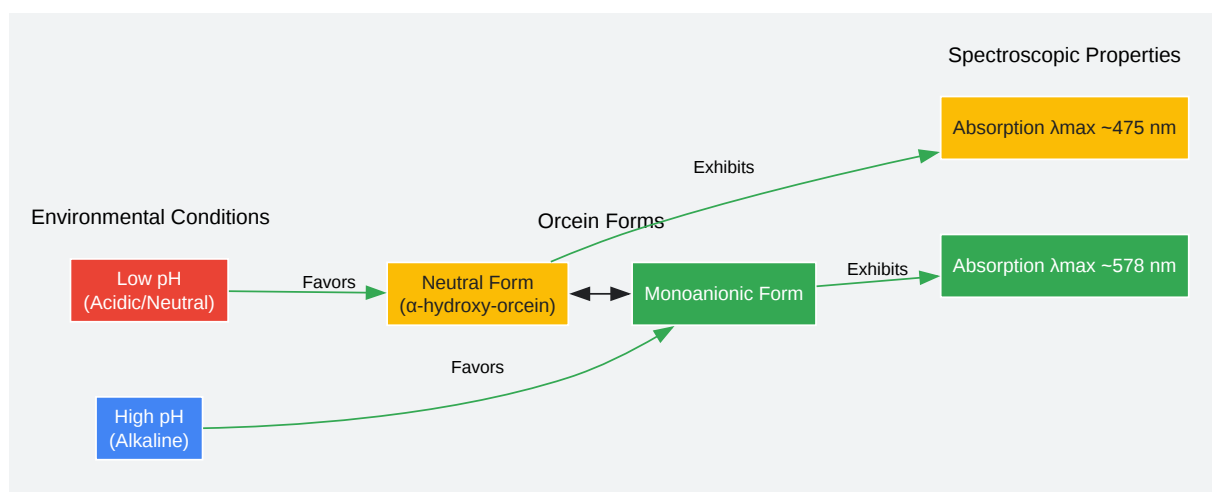 Spectroscopic Properties
Absorption λmax ~475 nm
Exhibits
Environmental Conditions
Orcein Forms
Low pH
(Acidic/Neutral)
Favors
Neutral Form
(α-hydroxy-orcein)
Monoanionic Form
Exhibits
Absorption λmax ~578 nm
Favors
High pH
(Alkaline)